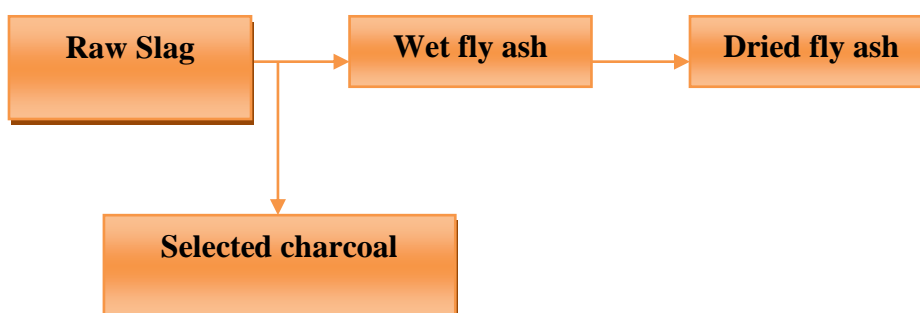 Raw Slag
Wet fly ash
Dried fly ash
Selected charcoal